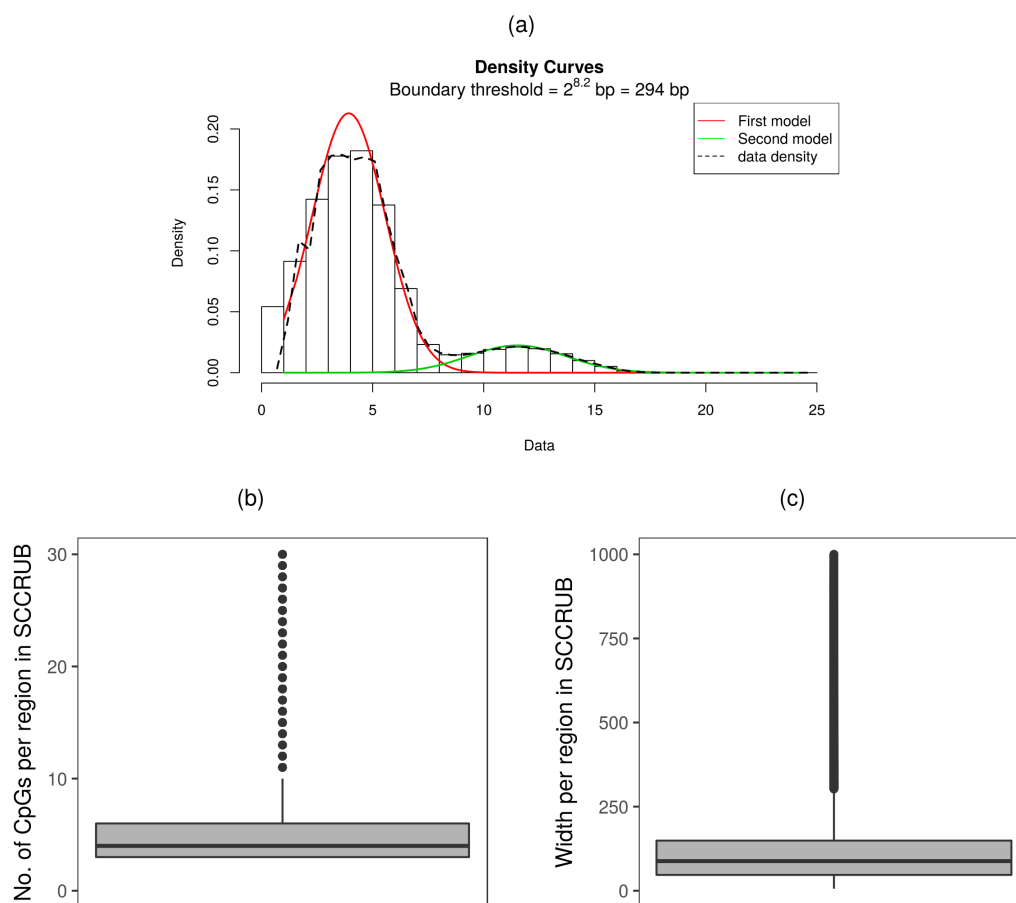 (a)
Density Curves
Boundary threshold = 2^8.2 bp = 294 bp
First model
Second model
data density
Density
0.20
0.15
0.10
0.05
0.00
0 5 10 15 20 25
Data
(b)
No. of CpGs per region in SCCRUB
30
20
10
0
(c)
Width per region in SCCRUB
1000
750
500
250
0